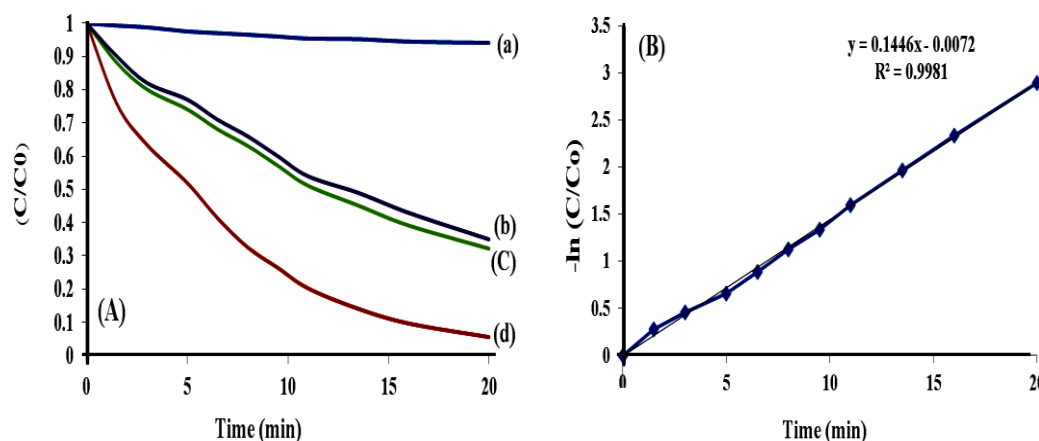 (C/C0)
1
0.9
0.8
0.7
0.6
0.5
0.4
0.3
0.2
0.1
0
0 5 10 15 20
Time (min)
(A)
(a)
(b)
(C)
(d)
-ln (C/Co)
3.5
3
2.5
2
1.5
1
0.5
0
0 5 10 15 20
Time (min)
(B)
y = 0.1446x - 0.0072
R² = 0.9981